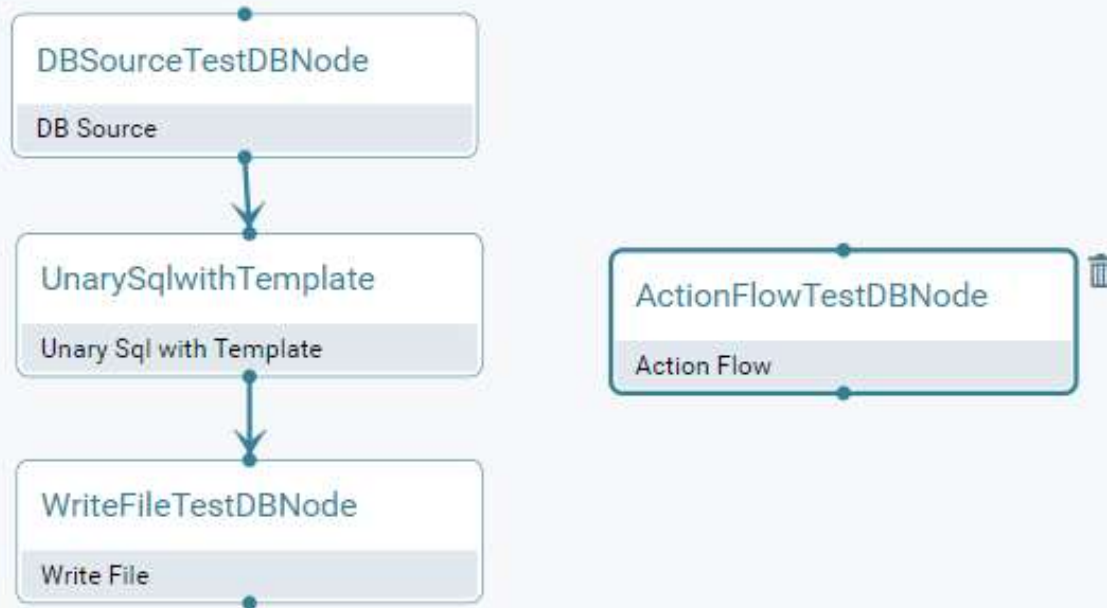 DBSourceTestDBNode
DB Source
UnarySqlwithTemplate
Unary Sql with Template
ActionFlowTestDBNode
Action Flow
WriteFileTestDBNode
Write File